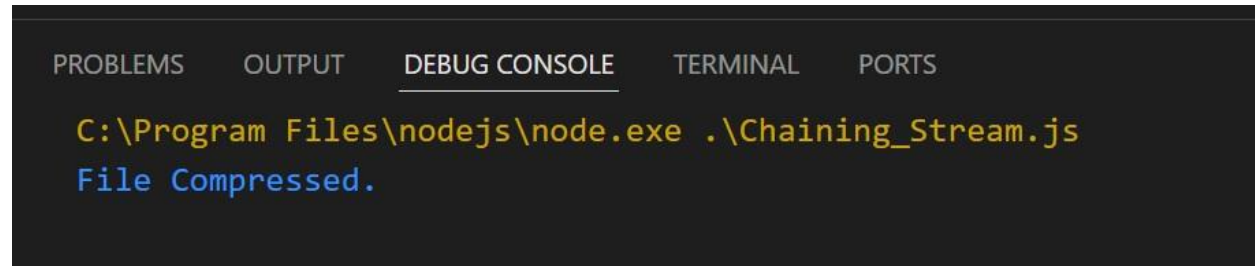 PROBLEMS OUTPUT DEBUG CONSOLE TERMINAL PORTS
C:\Program Files\nodejs\node.exe .\Chaining_Stream.js
File Compressed.